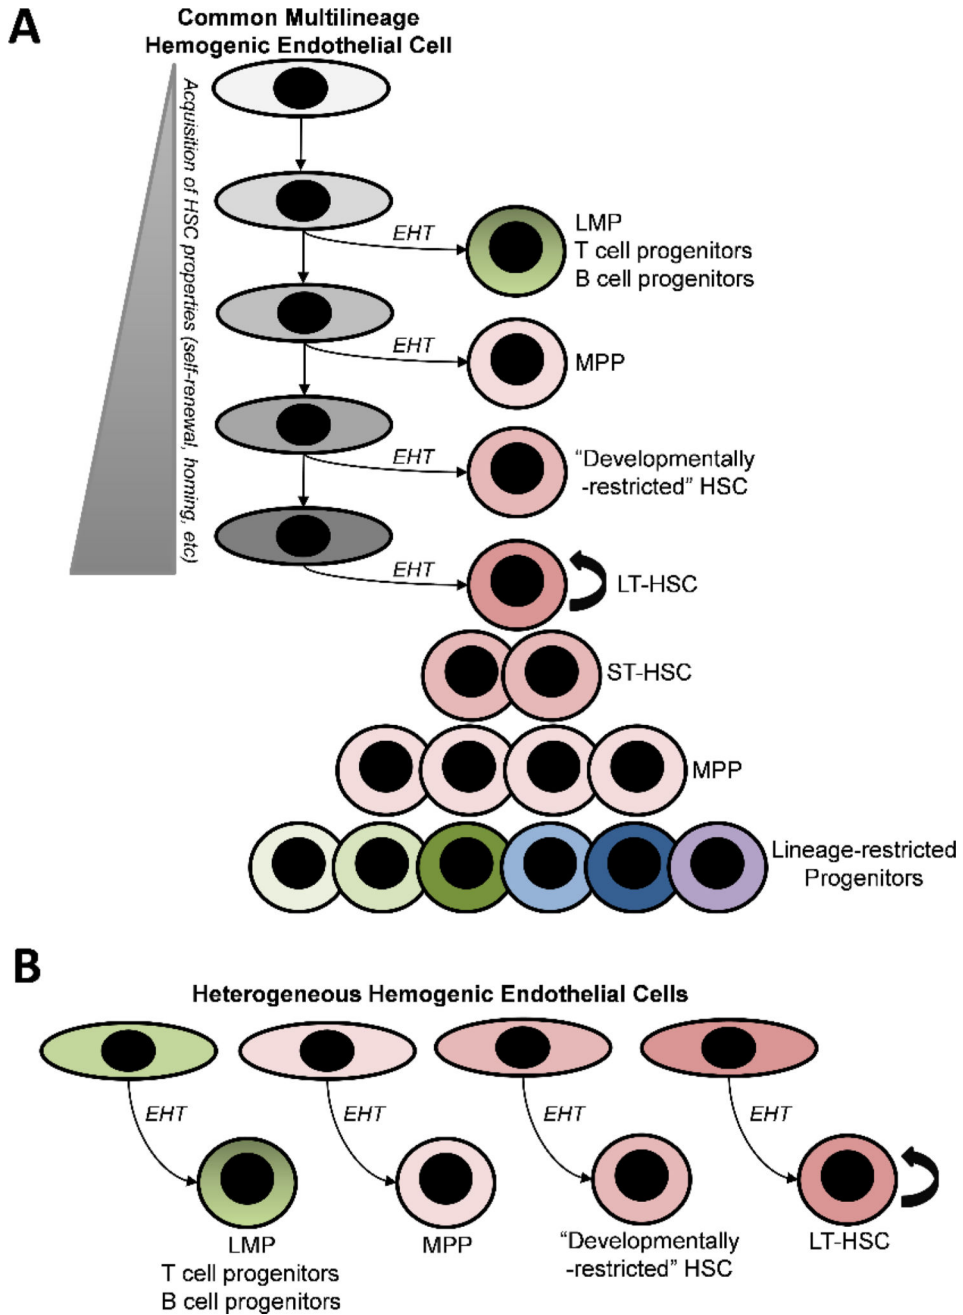 A
Common Multilineage
Hemogenic Endothelial Cell
Acquisition of HSC properties (self-renewal, homing, etc)
EHT
LMP
T cell progenitors
B cell progenitors
EHT
MPP
EHT
“Developmentally
-restricted” HSC
EHT
LT-HSC
ST-HSC
MPP
Lineage-restricted
Progenitors
B
Heterogeneous Hemogenic Endothelial Cells
EHT
EHT
EHT
EHT
LMP
T cell progenitors
B cell progenitors
MPP
“Developmentally
-restricted” HSC
LT-HSC